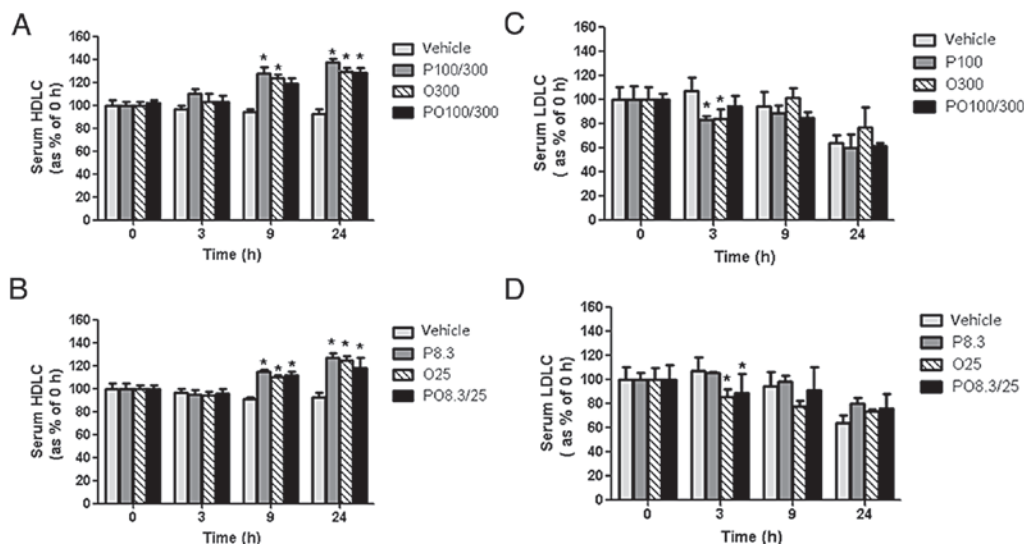 A
Serum HDLC
(as % of 0 h)
160
140
120
100
80
60
40
20
0
* * * * *
0 3 9 24
Time (h)
Vehicle
P100/300
O300
PO100/300
C
Serum LDLC
( as % of 0 h)
160
140
120
100
80
60
40
20
0
* *
0 3 9 24
Time (h)
Vehicle
P100
O300
PO100/300
B
Serum HDLC
(as % of 0 h)
160
140
120
100
80
60
40
20
0
* * * * * *
0 3 9 24
Time (h)
Vehicle
P8.3
O25
PO8.3/25
D
Serum LDLC
( as % of 0 h)
160
140
120
100
80
60
40
20
0
* *
0 3 9 24
Time (h)
Vehicle
P8.3
O25
PO8.3/25